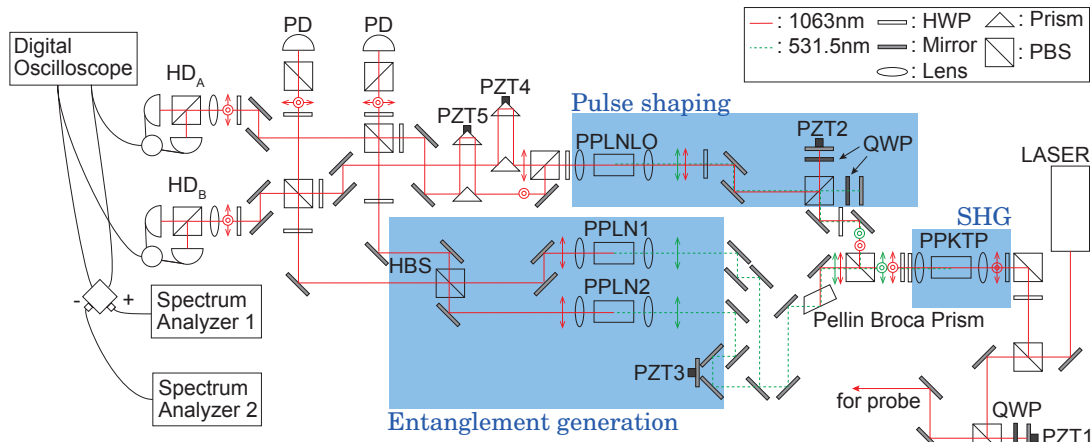 Digital
Oscilloscope
HDA
HDB
PD
PD
PZT4
PZT5
Pulse shaping
PPLNLO
PZT2
QWP
: 1063nm
: 531.5nm
: HWP
: Mirror
: Lens
: Prism
: PBS
LASER
SHG
PPKTP
HBS
PPLN1
PPLN2
Pellin Broca Prism
PZT3
Entanglement generation
- +
Spectrum
Analyzer 1
Spectrum
Analyzer 2
for probe
QWP
PZT1